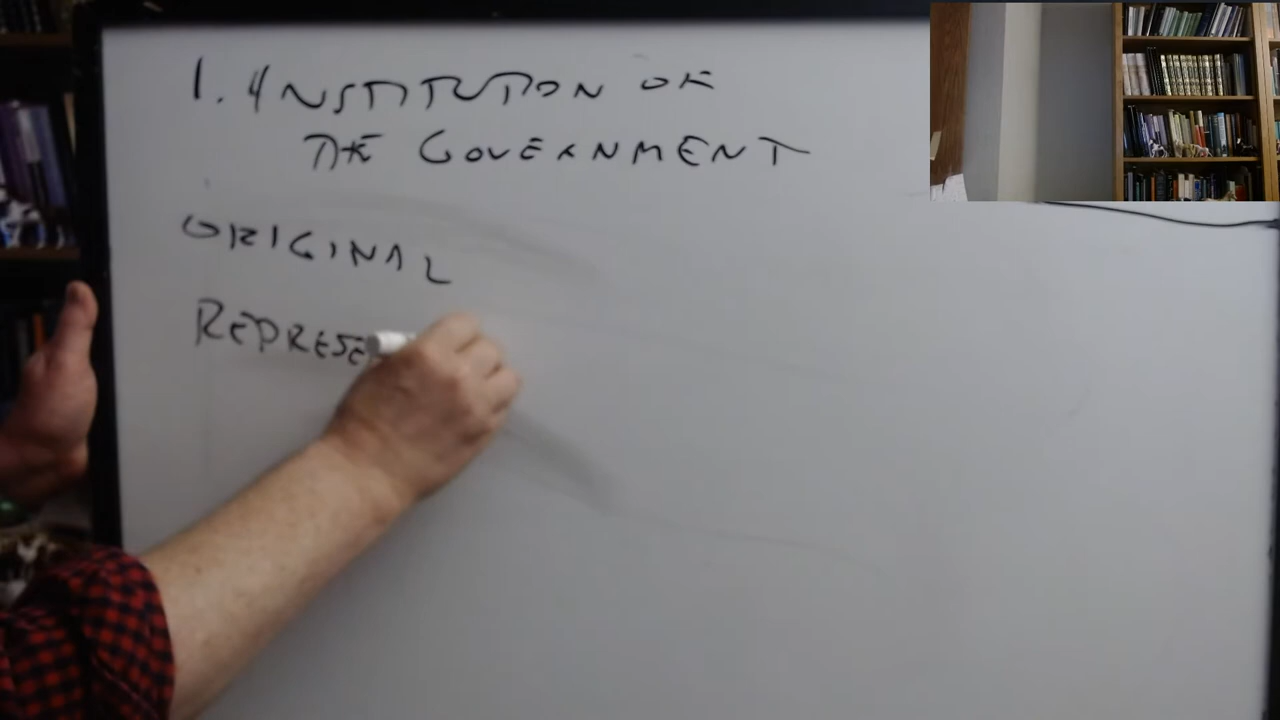 1. INSTITUTION OF
THE GOVERNMENT
ORIGINAL
REPRESE